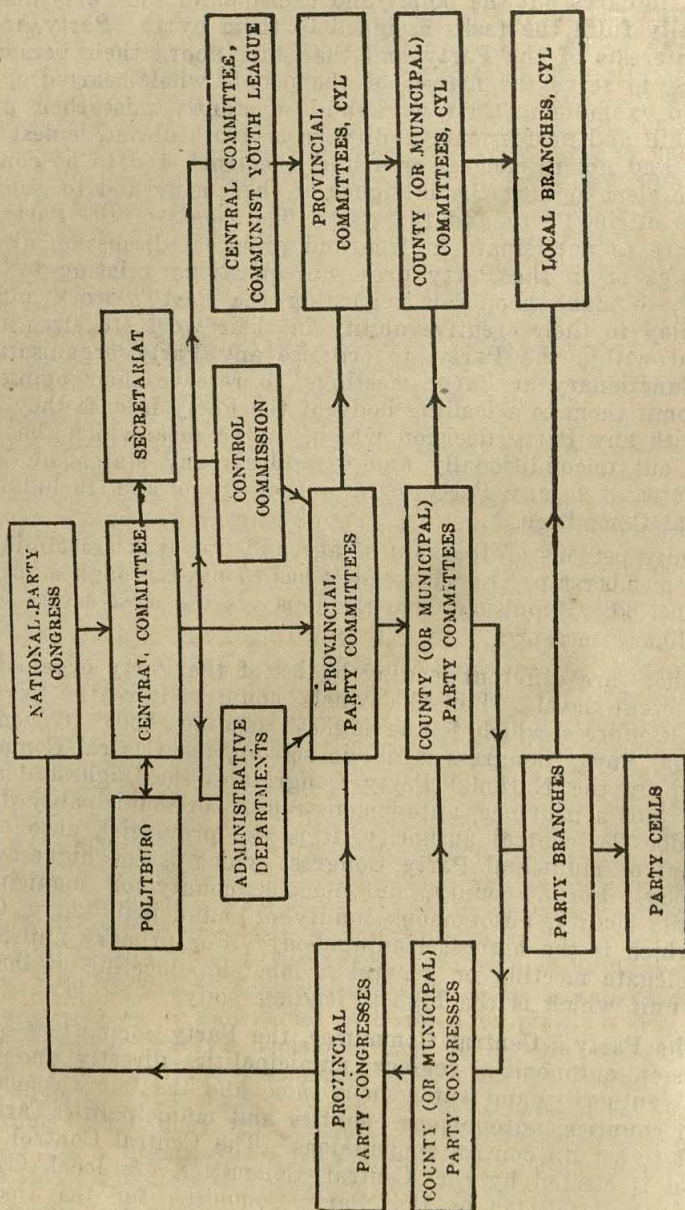 NATIONAL PARTY
CONGRESS
POLITBURO
CENTRAL COMMITTEE
SECRETARIAT
ADMINISTRATIVE
DEPARTMENTS
CONTROL
COMMISSION
CENTRAL COMMITTEE,
COMMUNIST YOUTH LEAGUE
PROVINCIAL
PARTY CONGRESSES
PROVINCIAL
PARTY COMMITTEES
PROVINCIAL
COMMITTEES, CYL
COUNTY (OR MUNICIPAL)
PARTY CONGRESSES
COUNTY (OR MUNICIPAL)
PARTY COMMITTEES
COUNTY (OR MUNICIPAL)
COMMITTEES, CYL
PARTY BRANCHES
LOCAL BRANCHES, CYL
PARTY CELLS